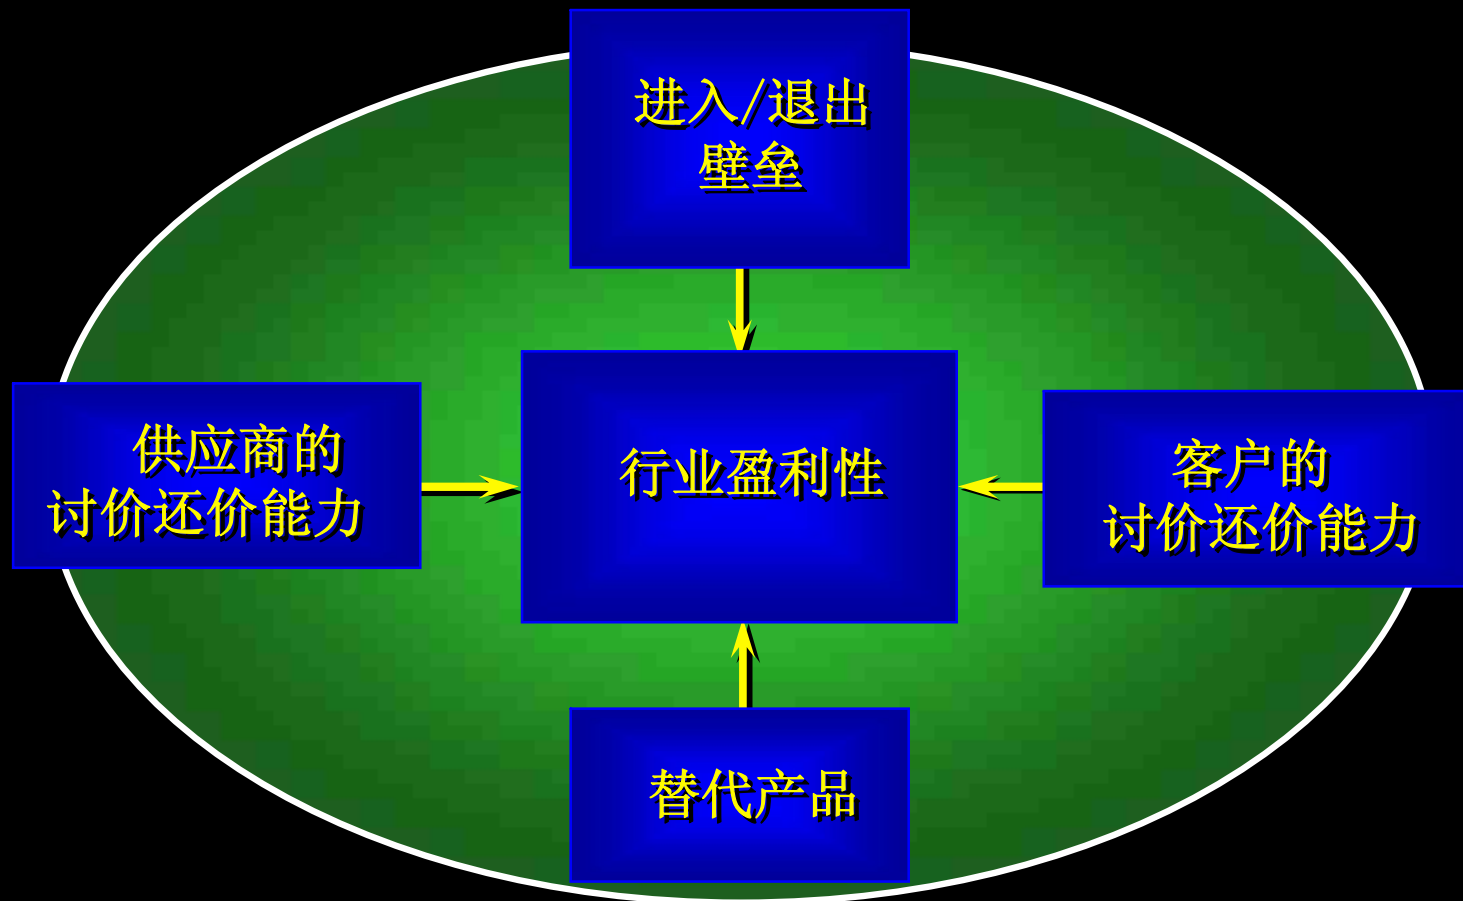 进入/退出
壁垒
供应商的
讨价还价能力
行业盈利性
客户的
讨价还价能力
替代产品